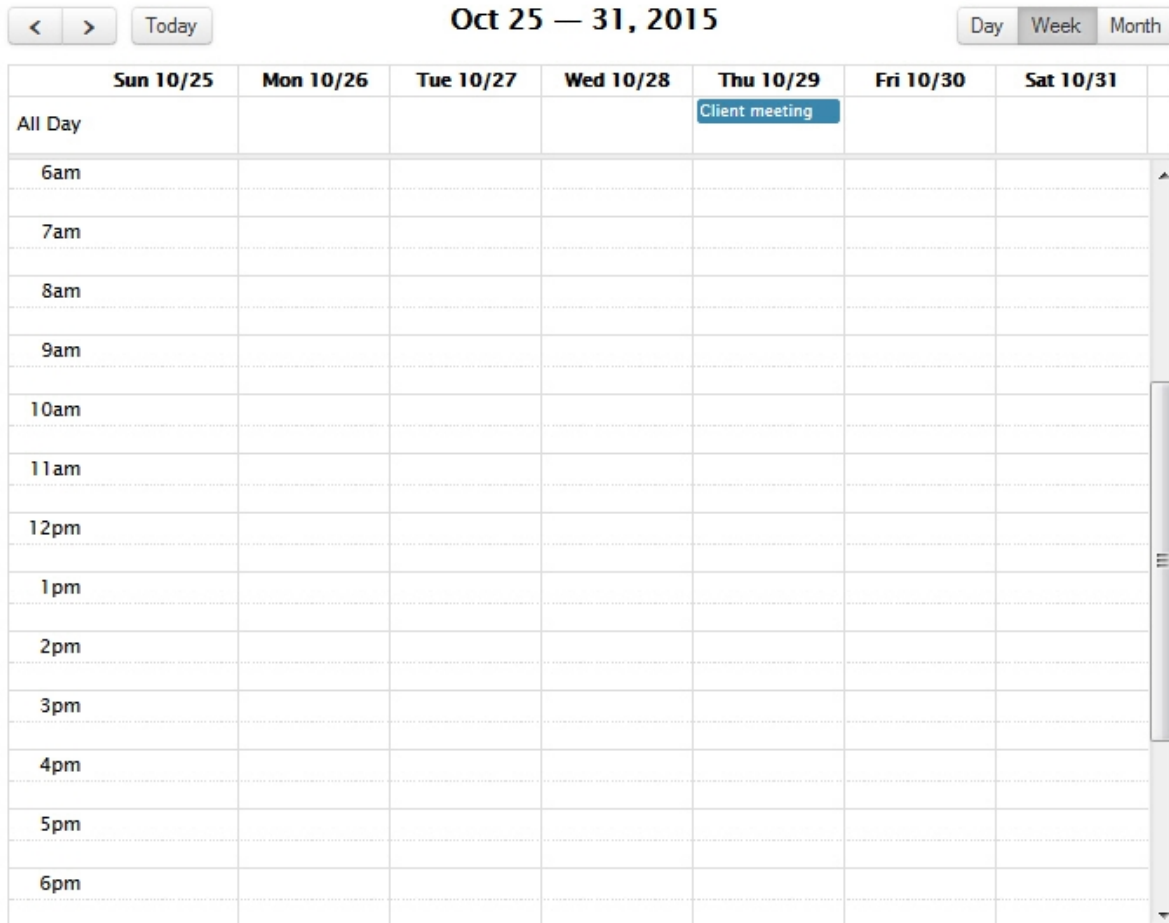 < > Today Oct 25 — 31, 2015 Day Week Month
Sun 10/25 Mon 10/26 Tue 10/27 Wed 10/28 Thu 10/29 Fri 10/30 Sat 10/31
All Day Client meeting
6am
7am
8am
9am
10am
11am
12pm
1pm
2pm
3pm
4pm
5pm
6pm